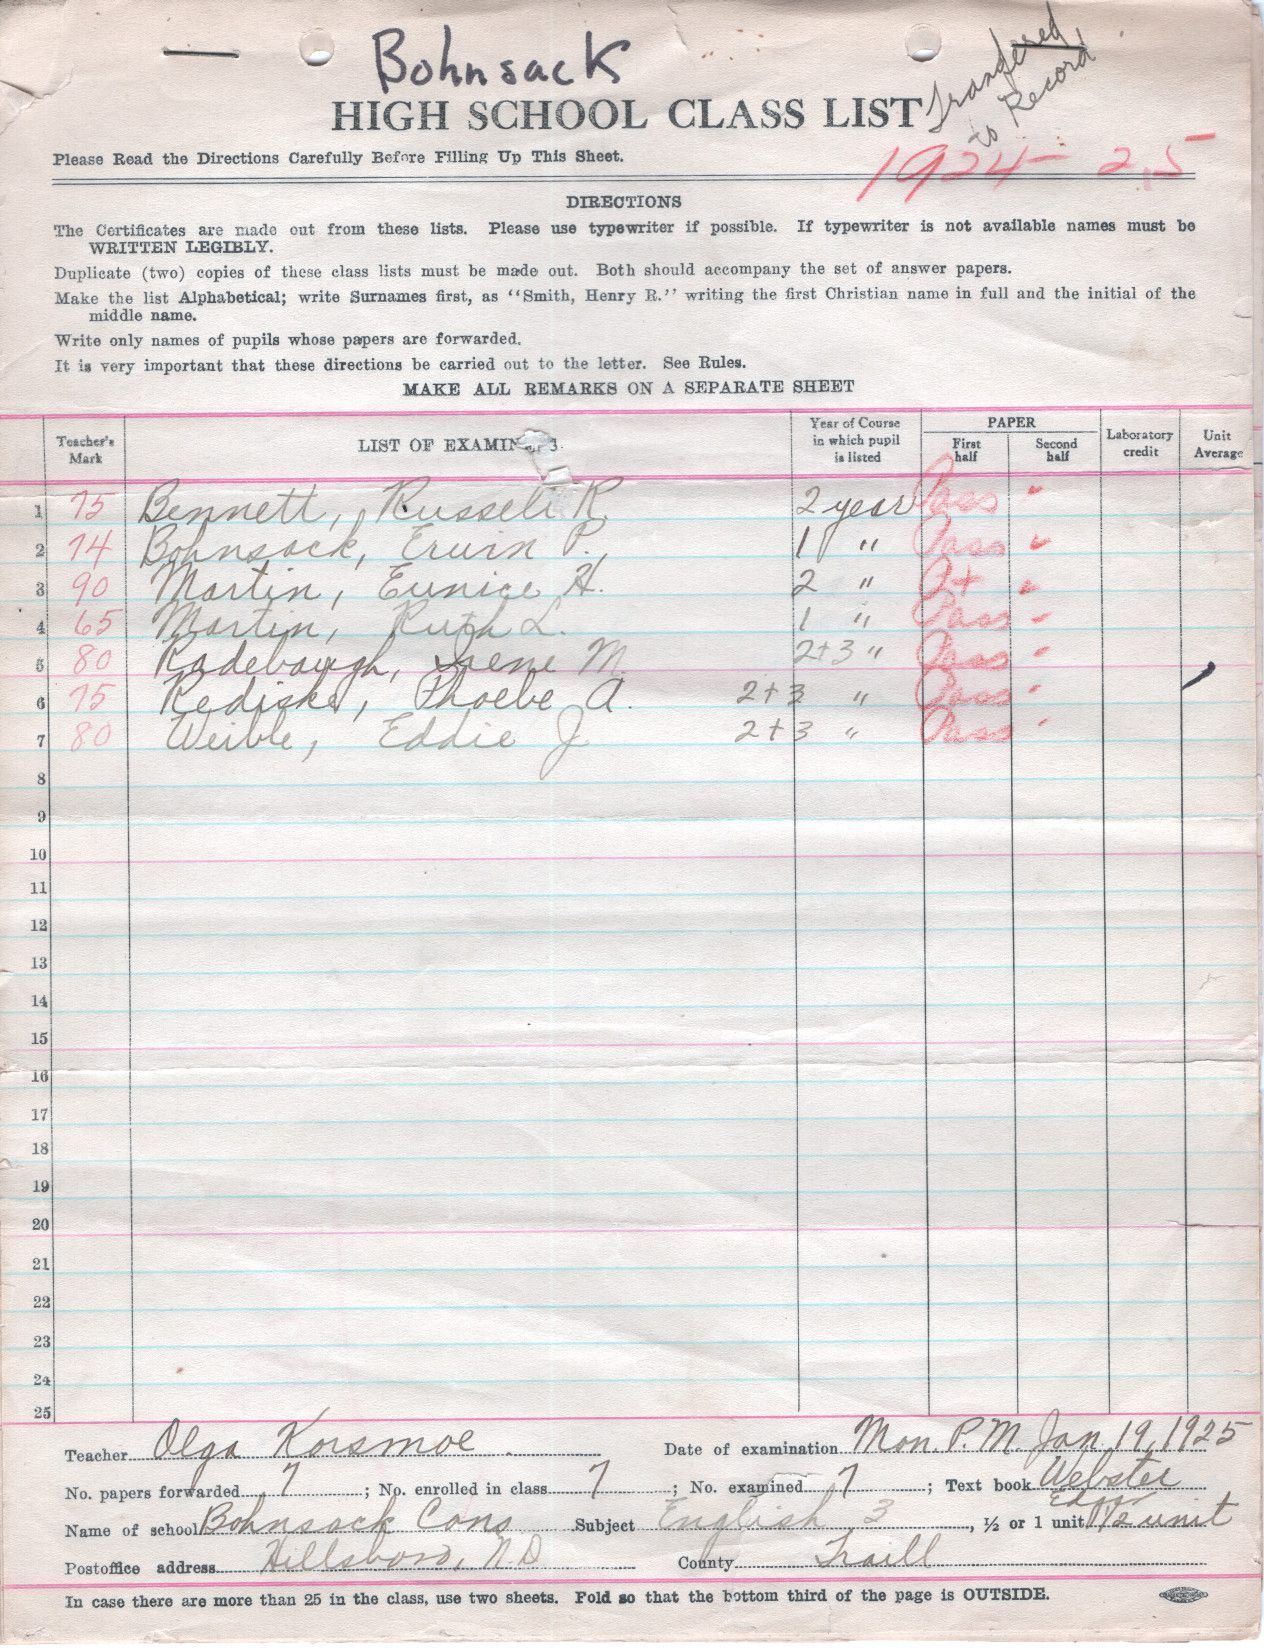 Bohnsack
Transfered
to Record
HIGH SCHOOL CLASS LIST
1924-25
Please Read the Directions Carefully Before Filling Up This Sheet.
DIRECTIONS
The Certificates are made out from these lists. Please use typewriter if possible. If typewriter is not available names must be
WRITTEN LEGIBLY.
Duplicate (two) copies of these class lists must be made out. Both should accompany the set of answer papers.
Make the list Alphabetical; write Surnames first, as "Smith, Henry R." writing the first Christian name in full and the initial of the
middle name.
Write only names of pupils whose papers are forwarded.
It is very important that these directions be carried out to the letter. See Rules.
MAKE ALL REMARKS ON A SEPARATE SHEET
Teacher's Mark LIST OF EXAMIN Year of Course in which pupil is listed PAPER First half Second half Laboratory credit Unit Average
1 75 Bennett, Russell R. 2 year Pass "
2 74 Bohnsack, Erwin P., 1 " Pass "
3 90 Martin, Eunice H. 2 " P+ "
4 65 Martin, Ruth L. 1 " Pass "
5 80 Radebaugh, Irene M. 2+3 " Pass "
6 75 Rediske, Phoebe A. 2+3 " Pass "
7 80 Weible, Eddie J 2+3 " Pass "
8
9
10
11
12
13
14
15
16
17
18
19
20
21
22
23
24
25
Teacher Olga Korsmoe. Date of examination Mon. P.M. Jan. 19, 1925
No. papers forwarded 7; No. enrolled in class 7; No. examined 7; Text book Webster
Name of school Bohnsack Cons Subject English 3, ½ or 1 unit 1/2 unit
Postoffice address Hillsboro, N.D County Traill
In case there are more than 25 in the class, use two sheets. Fold so that the bottom third of the page is OUTSIDE.